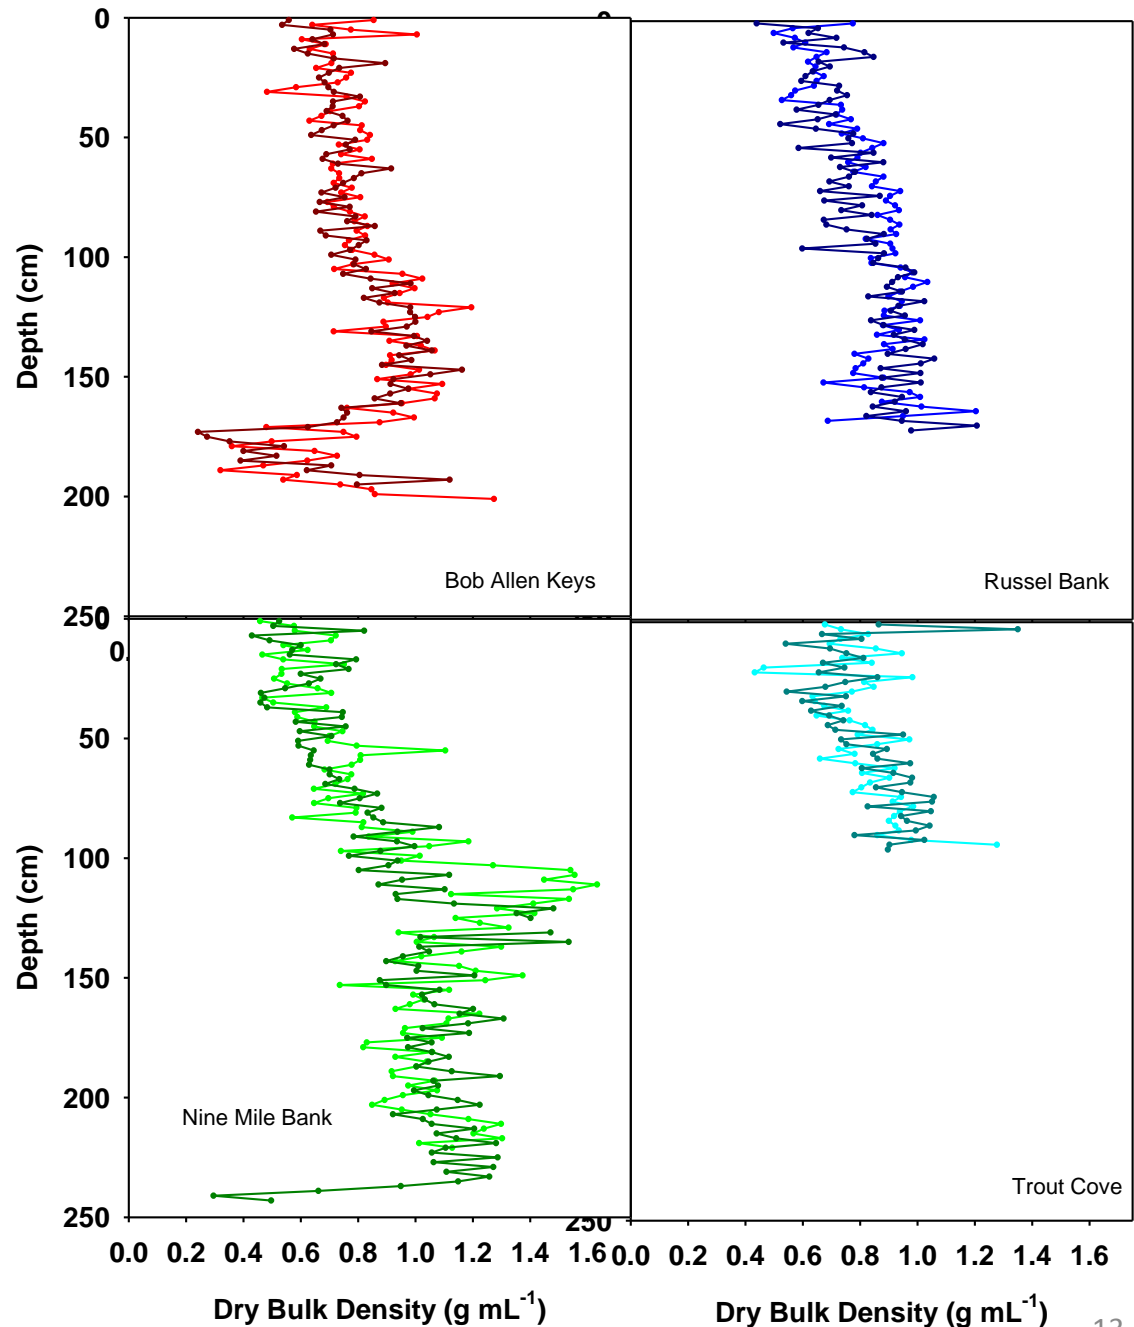 0
50
100
150
200
250
Depth (cm)
Bob Allen Keys
Russel Bank
0
50
100
150
200
250
Depth (cm)
Nine Mile Bank
Trout Cove
250
0.0 0.2 0.4 0.6 0.8 1.0 1.2 1.4 1.6
0.0 0.2 0.4 0.6 0.8 1.0 1.2 1.4 1.6
Dry Bulk Density (g mL⁻¹)
Dry Bulk Density (g mL⁻¹)